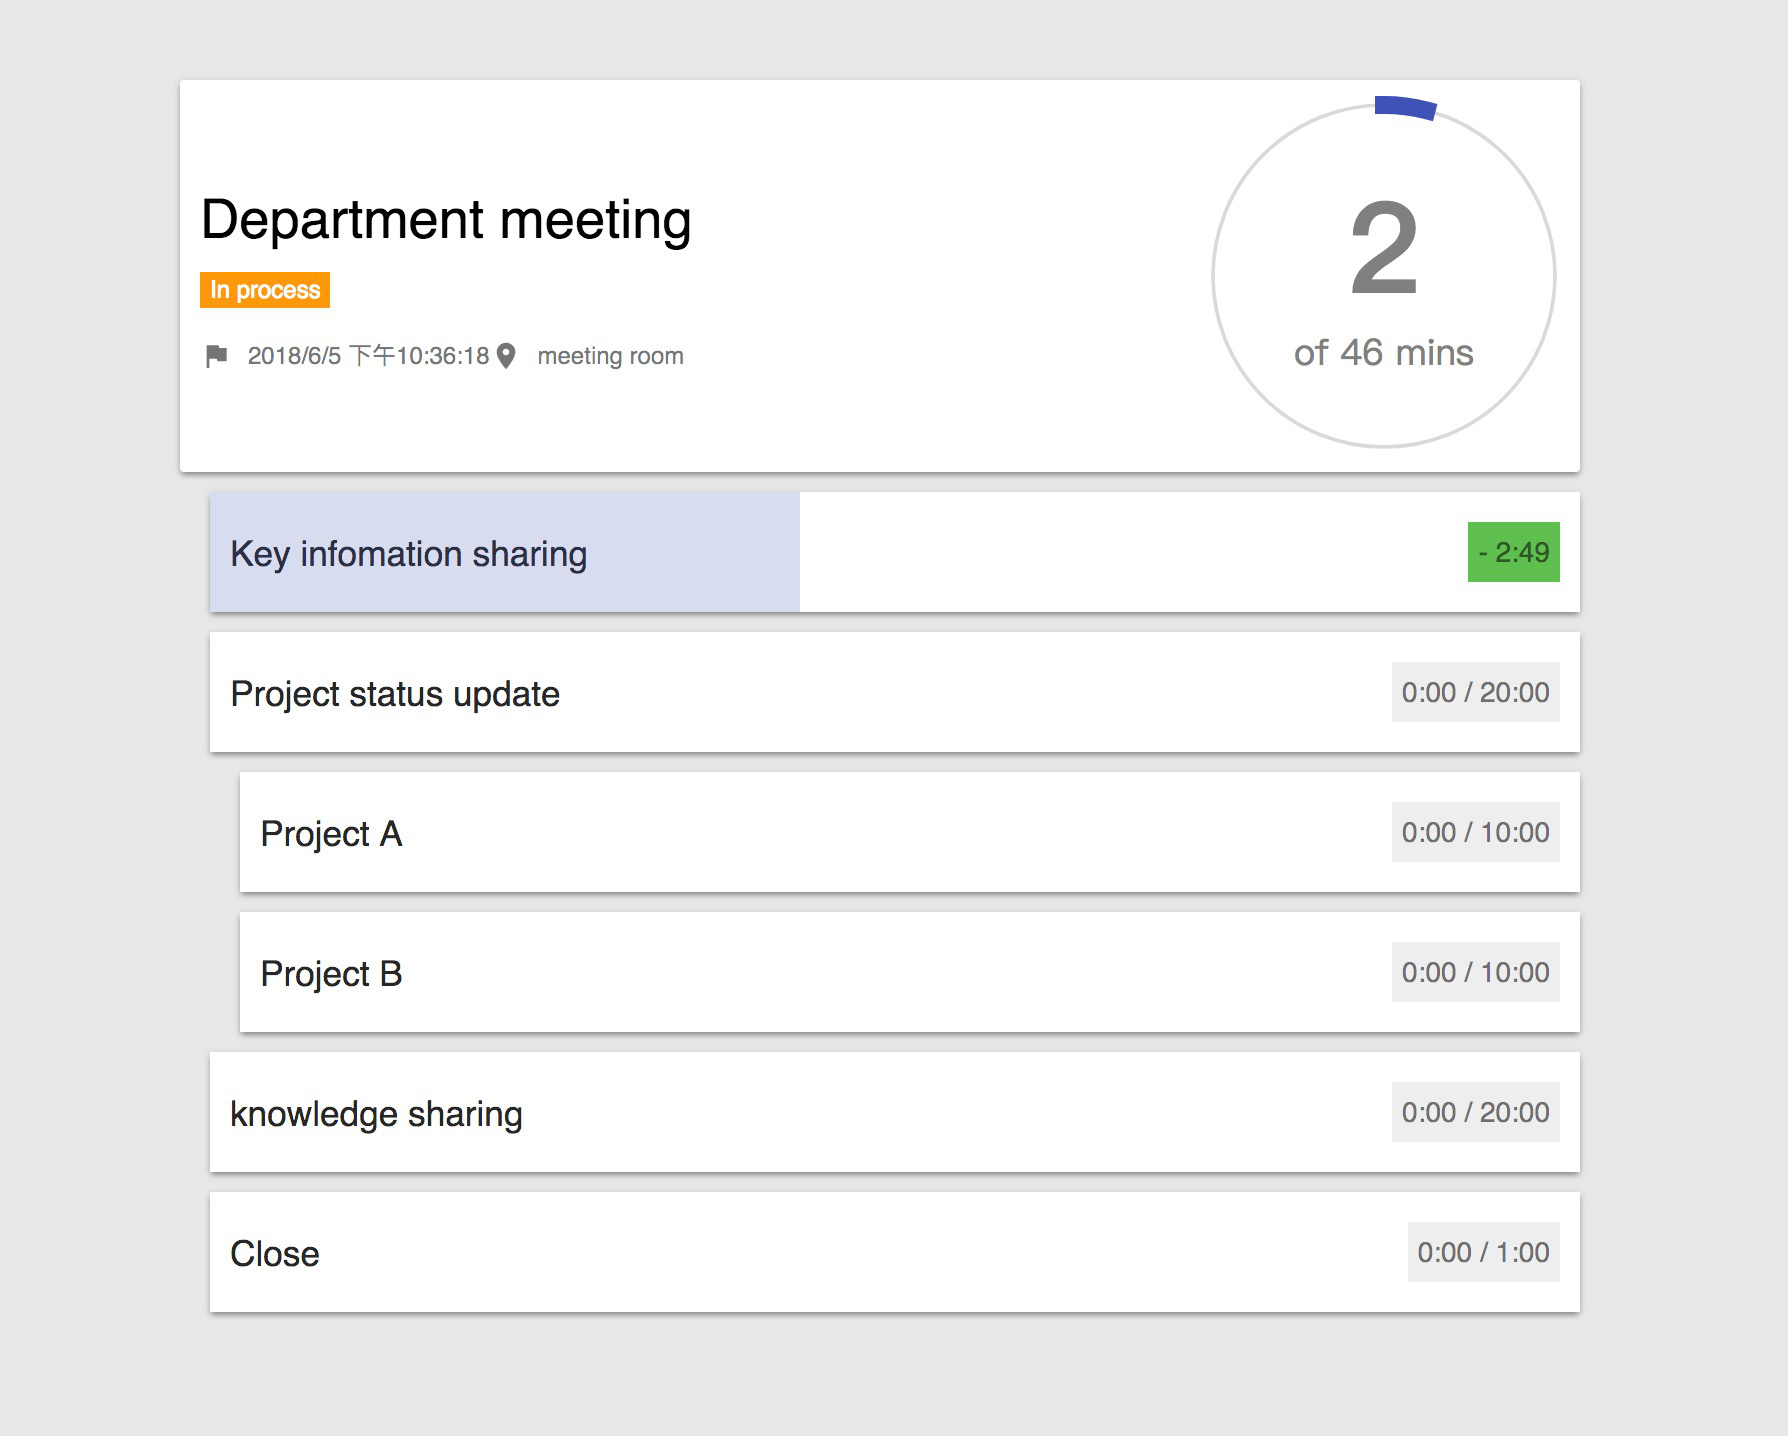 Department meeting
2
In process
of 46 mins
2018/6/5 下午10:36:18 meeting room
Key infomation sharing - 2:49
Project status update 0:00 / 20:00
Project A 0:00 / 10:00
Project B 0:00 / 10:00
knowledge sharing 0:00 / 20:00
Close 0:00 / 1:00